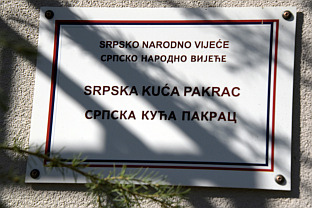 SRPSKO NARODNO VIJEĆE
СРПСКО НАРОДНО ВИЈЕЋЕ
SRPSKA KUĆA PAKRAC
СРПСКА КУЋА ПАКРАЦ